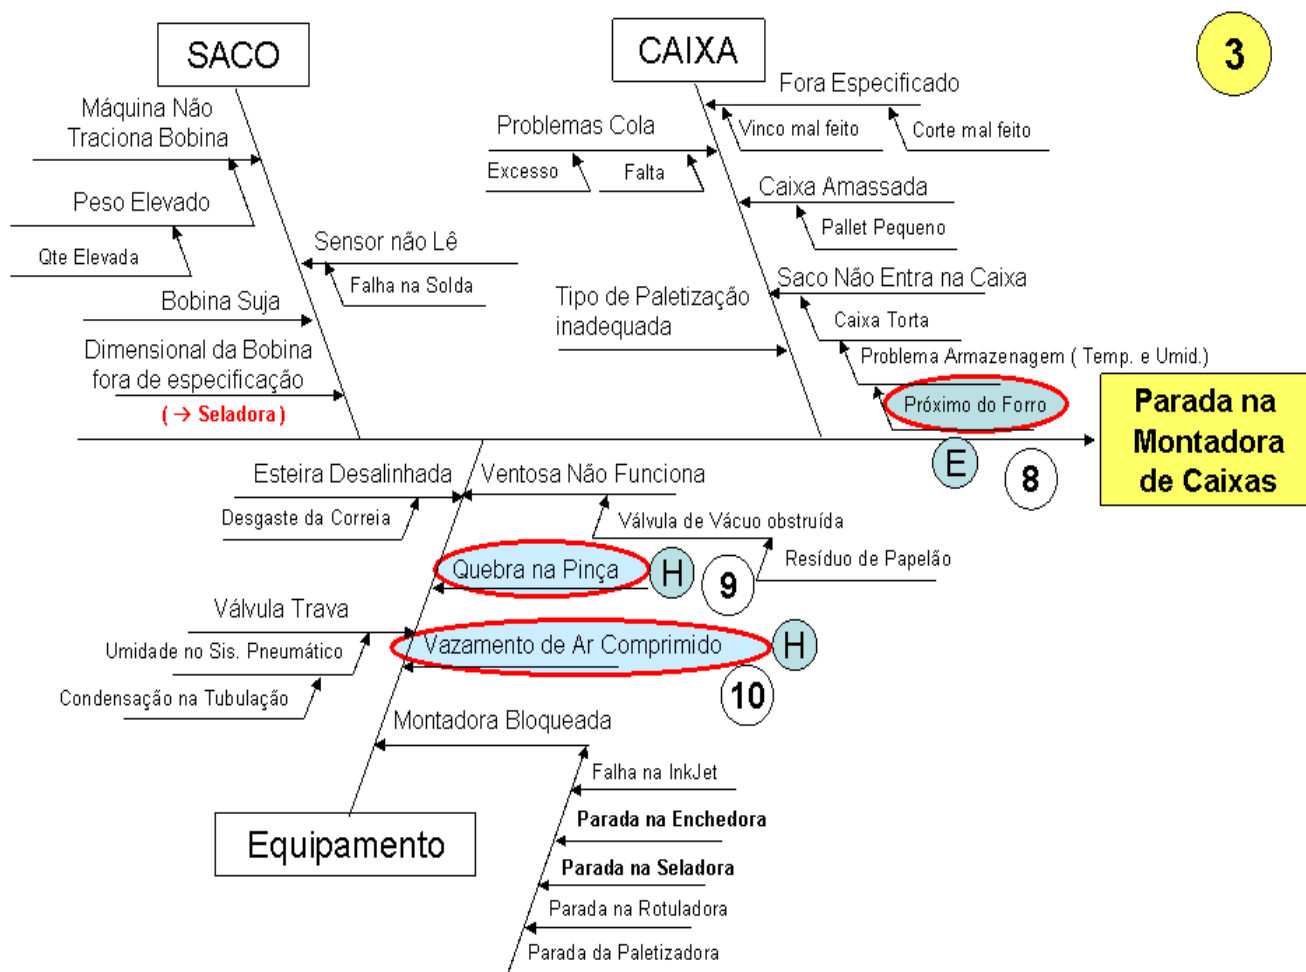 SACO
CAIXA
3
Máquina Não
Traciona Bobina
Peso Elevado
Qte Elevada
Sensor não Lê
Falha na Solda
Bobina Suja
Dimensional da Bobina
fora de especificação
( → Seladora )
Fora Especificado
Vinco mal feito
Corte mal feito
Problemas Cola
Excesso
Falta
Caixa Amassada
Pallet Pequeno
Saco Não Entra na Caixa
Caixa Torta
Tipo de Paletização
inadequada
Problema Armazenagem ( Temp. e Umid.)
Próximo do Forro
E
8
Parada na
Montadora
de Caixas
Esteira Desalinhada
Desgaste da Correia
Ventosa Não Funciona
Válvula de Vácuo obstruída
Resíduo de Papelão
Quebra na Pinça
H
9
Válvula Trava
Umidade no Sis. Pneumático
Condensação na Tubulação
Vazamento de Ar Comprimido
H
10
Montadora Bloqueada
Falha na InkJet
Parada na Enchedora
Parada na Seladora
Parada na Rotuladora
Parada da Paletizadora
Equipamento